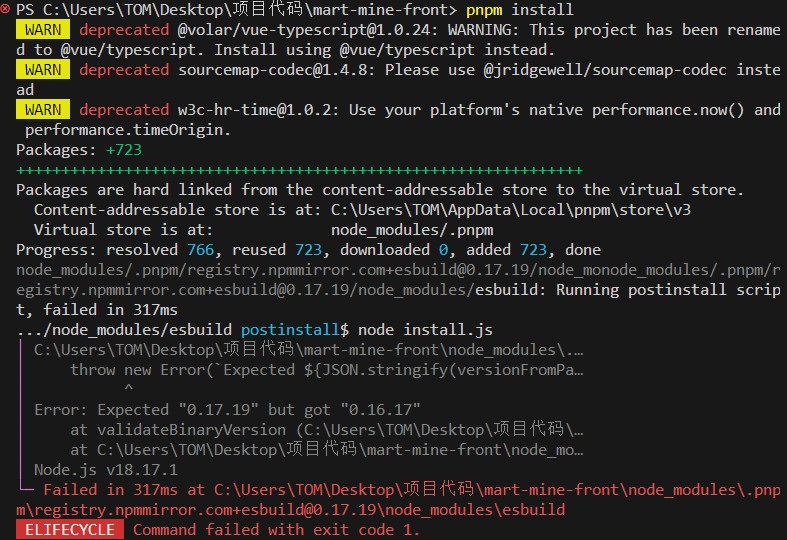 PS C:\Users\TOM\Desktop\项目代码\mart-mine-front> pnpm install
WARN deprecated @volar/vue-typescript@1.0.24: WARNING: This project has been rename
d to @vue/typescript. Install using @vue/typescript instead.
WARN deprecated sourcemap-codec@1.4.8: Please use @jridgewell/sourcemap-codec inste
ad
WARN deprecated w3c-hr-time@1.0.2: Use your platform's native performance.now() and
performance.timeOrigin.
Packages: +723
+++++++++++++++++++++++++++++++++++++++++++++++++++++++++++++++
Packages are hard linked from the content-addressable store to the virtual store.
Content-addressable store is at: C:\Users\TOM\AppData\Local\pnpm\store\v3
Virtual store is at: node_modules/.pnpm
Progress: resolved 766, reused 723, downloaded 0, added 723, done
node_modules/.pnpm/registry.npmmirror.com+esbuild@0.17.19/node_monode_modules/.pnpm/r
egistry.npmmirror.com+esbuild@0.17.19/node_modules/esbuild: Running postinstall scrip
t, failed in 317ms
.../node_modules/esbuild postinstall$ node install.js
C:\Users\TOM\Desktop\项目代码\mart-mine-front\node_modules\.…
throw new Error(`Expected ${JSON.stringify(versionFromPa…
^
Error: Expected "0.17.19" but got "0.16.17"
at validateBinaryVersion (C:\Users\TOM\Desktop\项目代码\…
at C:\Users\TOM\Desktop\项目代码\mart-mine-front\node_mo…
Node.js v18.17.1
Failed in 317ms at C:\Users\TOM\Desktop\项目代码\mart-mine-front\node_modules\.pnp
m\registry.npmmirror.com+esbuild@0.17.19\node_modules\esbuild
ELIFECYCLE Command failed with exit code 1.